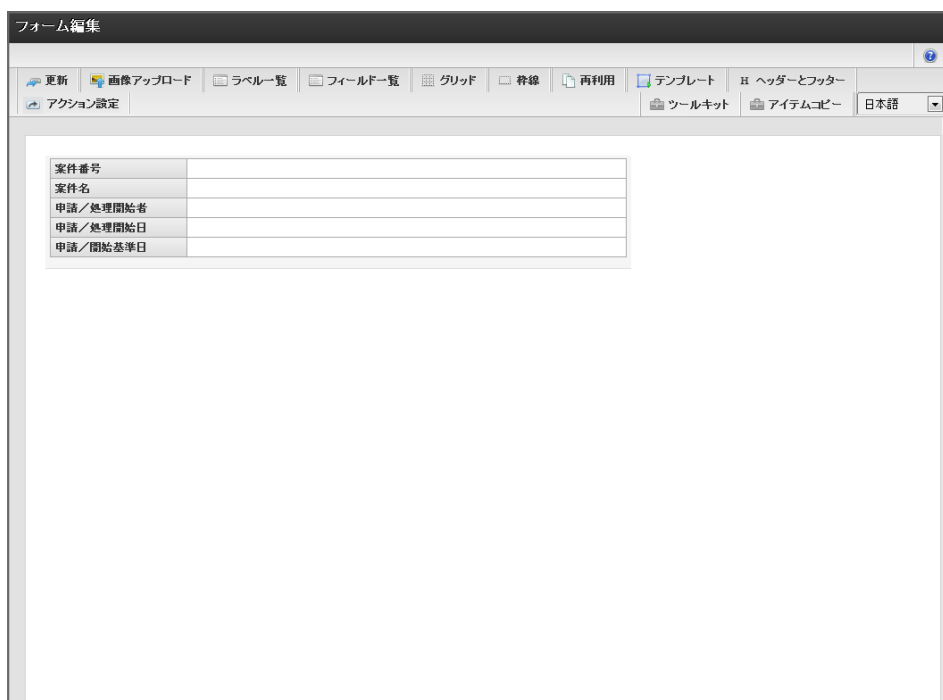 フォーム編集
更新 画像アップロード ラベル一覧 フィールド一覧 グリッド 枠線 再利用 テンプレート H ヘッダーとフッター
アクション設定 ツールキット アイテムコピー 日本語
案件番号
案件名
申請/処理開始者
申請/処理開始日
申請/開始基準日